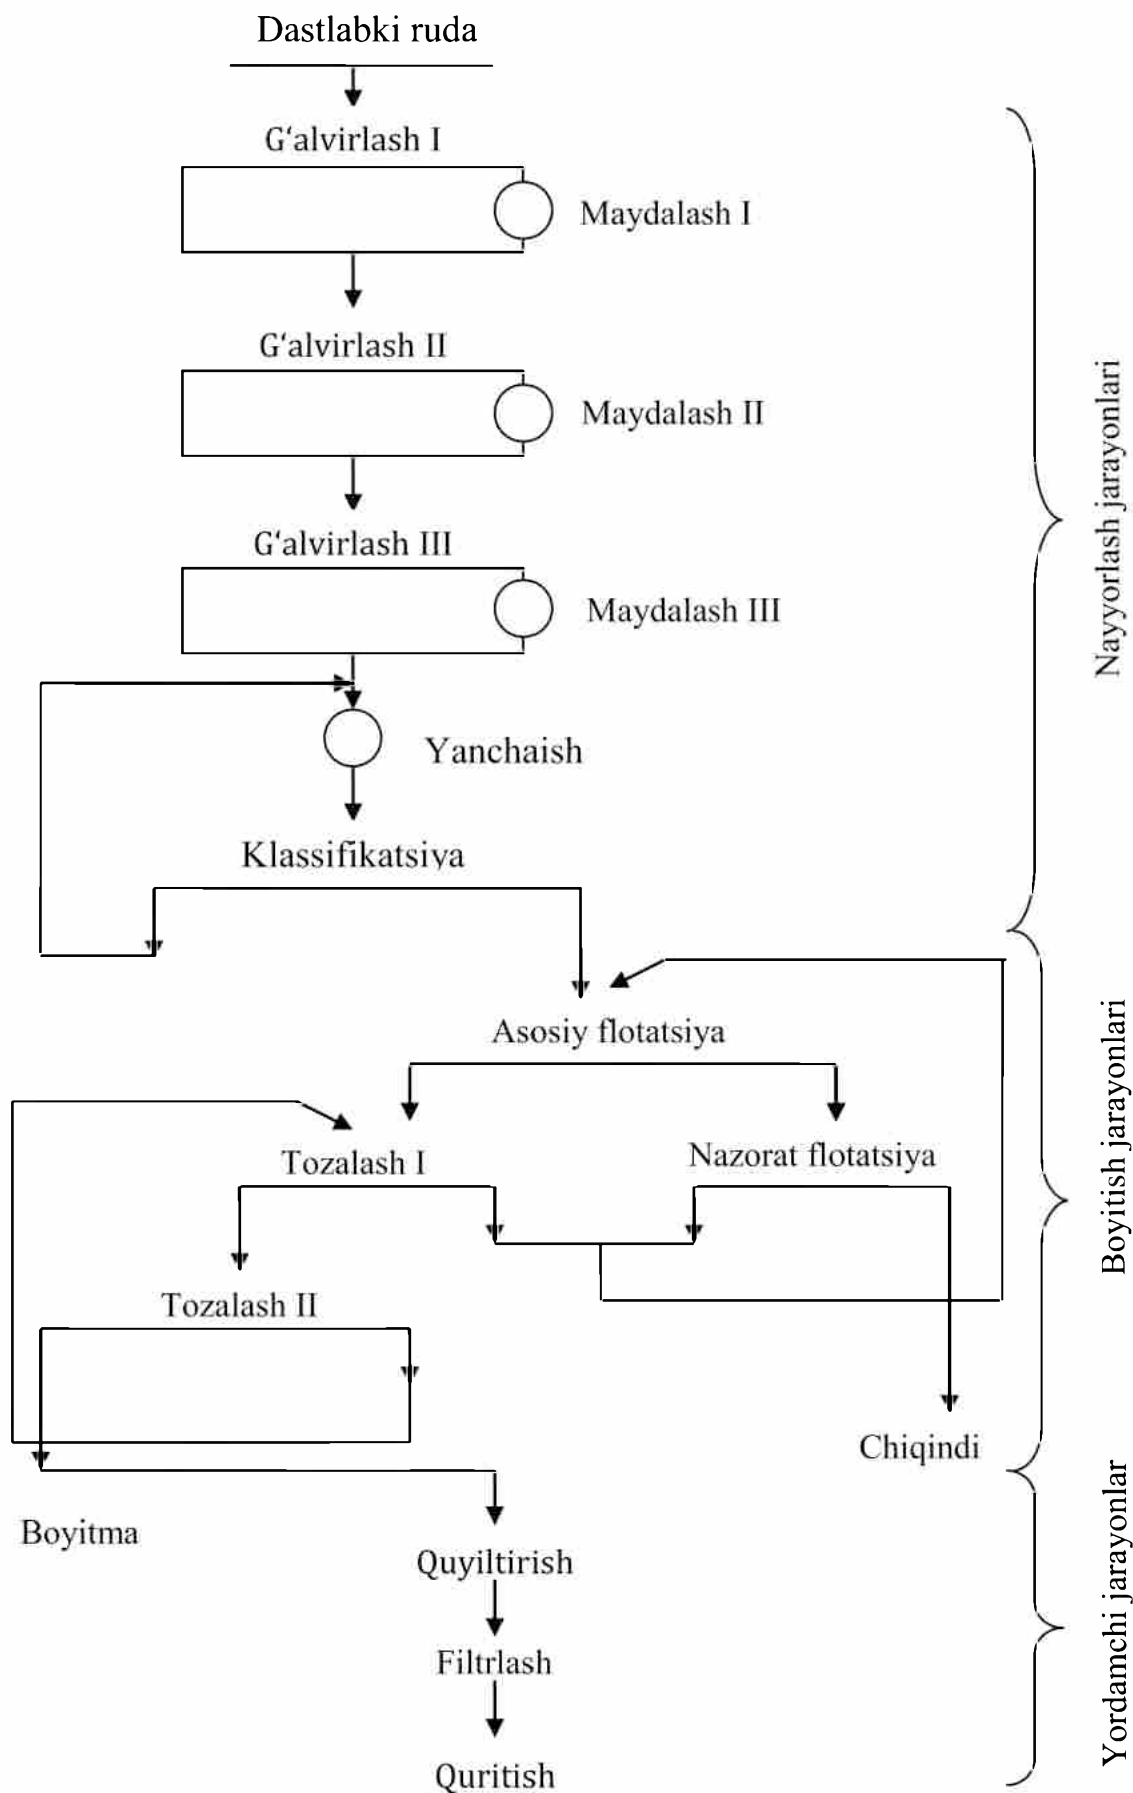 Dastlabki ruda
G‘alvirlash I
Maydalash I
G‘alvirlash II
Maydalash II
G‘alvirlash III
Maydalash III
Yanchaish
Klassifikatsiya
Nayyorlash jarayonlari
Asosiy flotatsiya
Tozalash I
Nazorat flotatsiya
Tozalash II
Chiqindi
Boyitish jarayonlari
Boyitma
Quyiltirish
Filtrlash
Quritish
Yordamchi jarayonlar